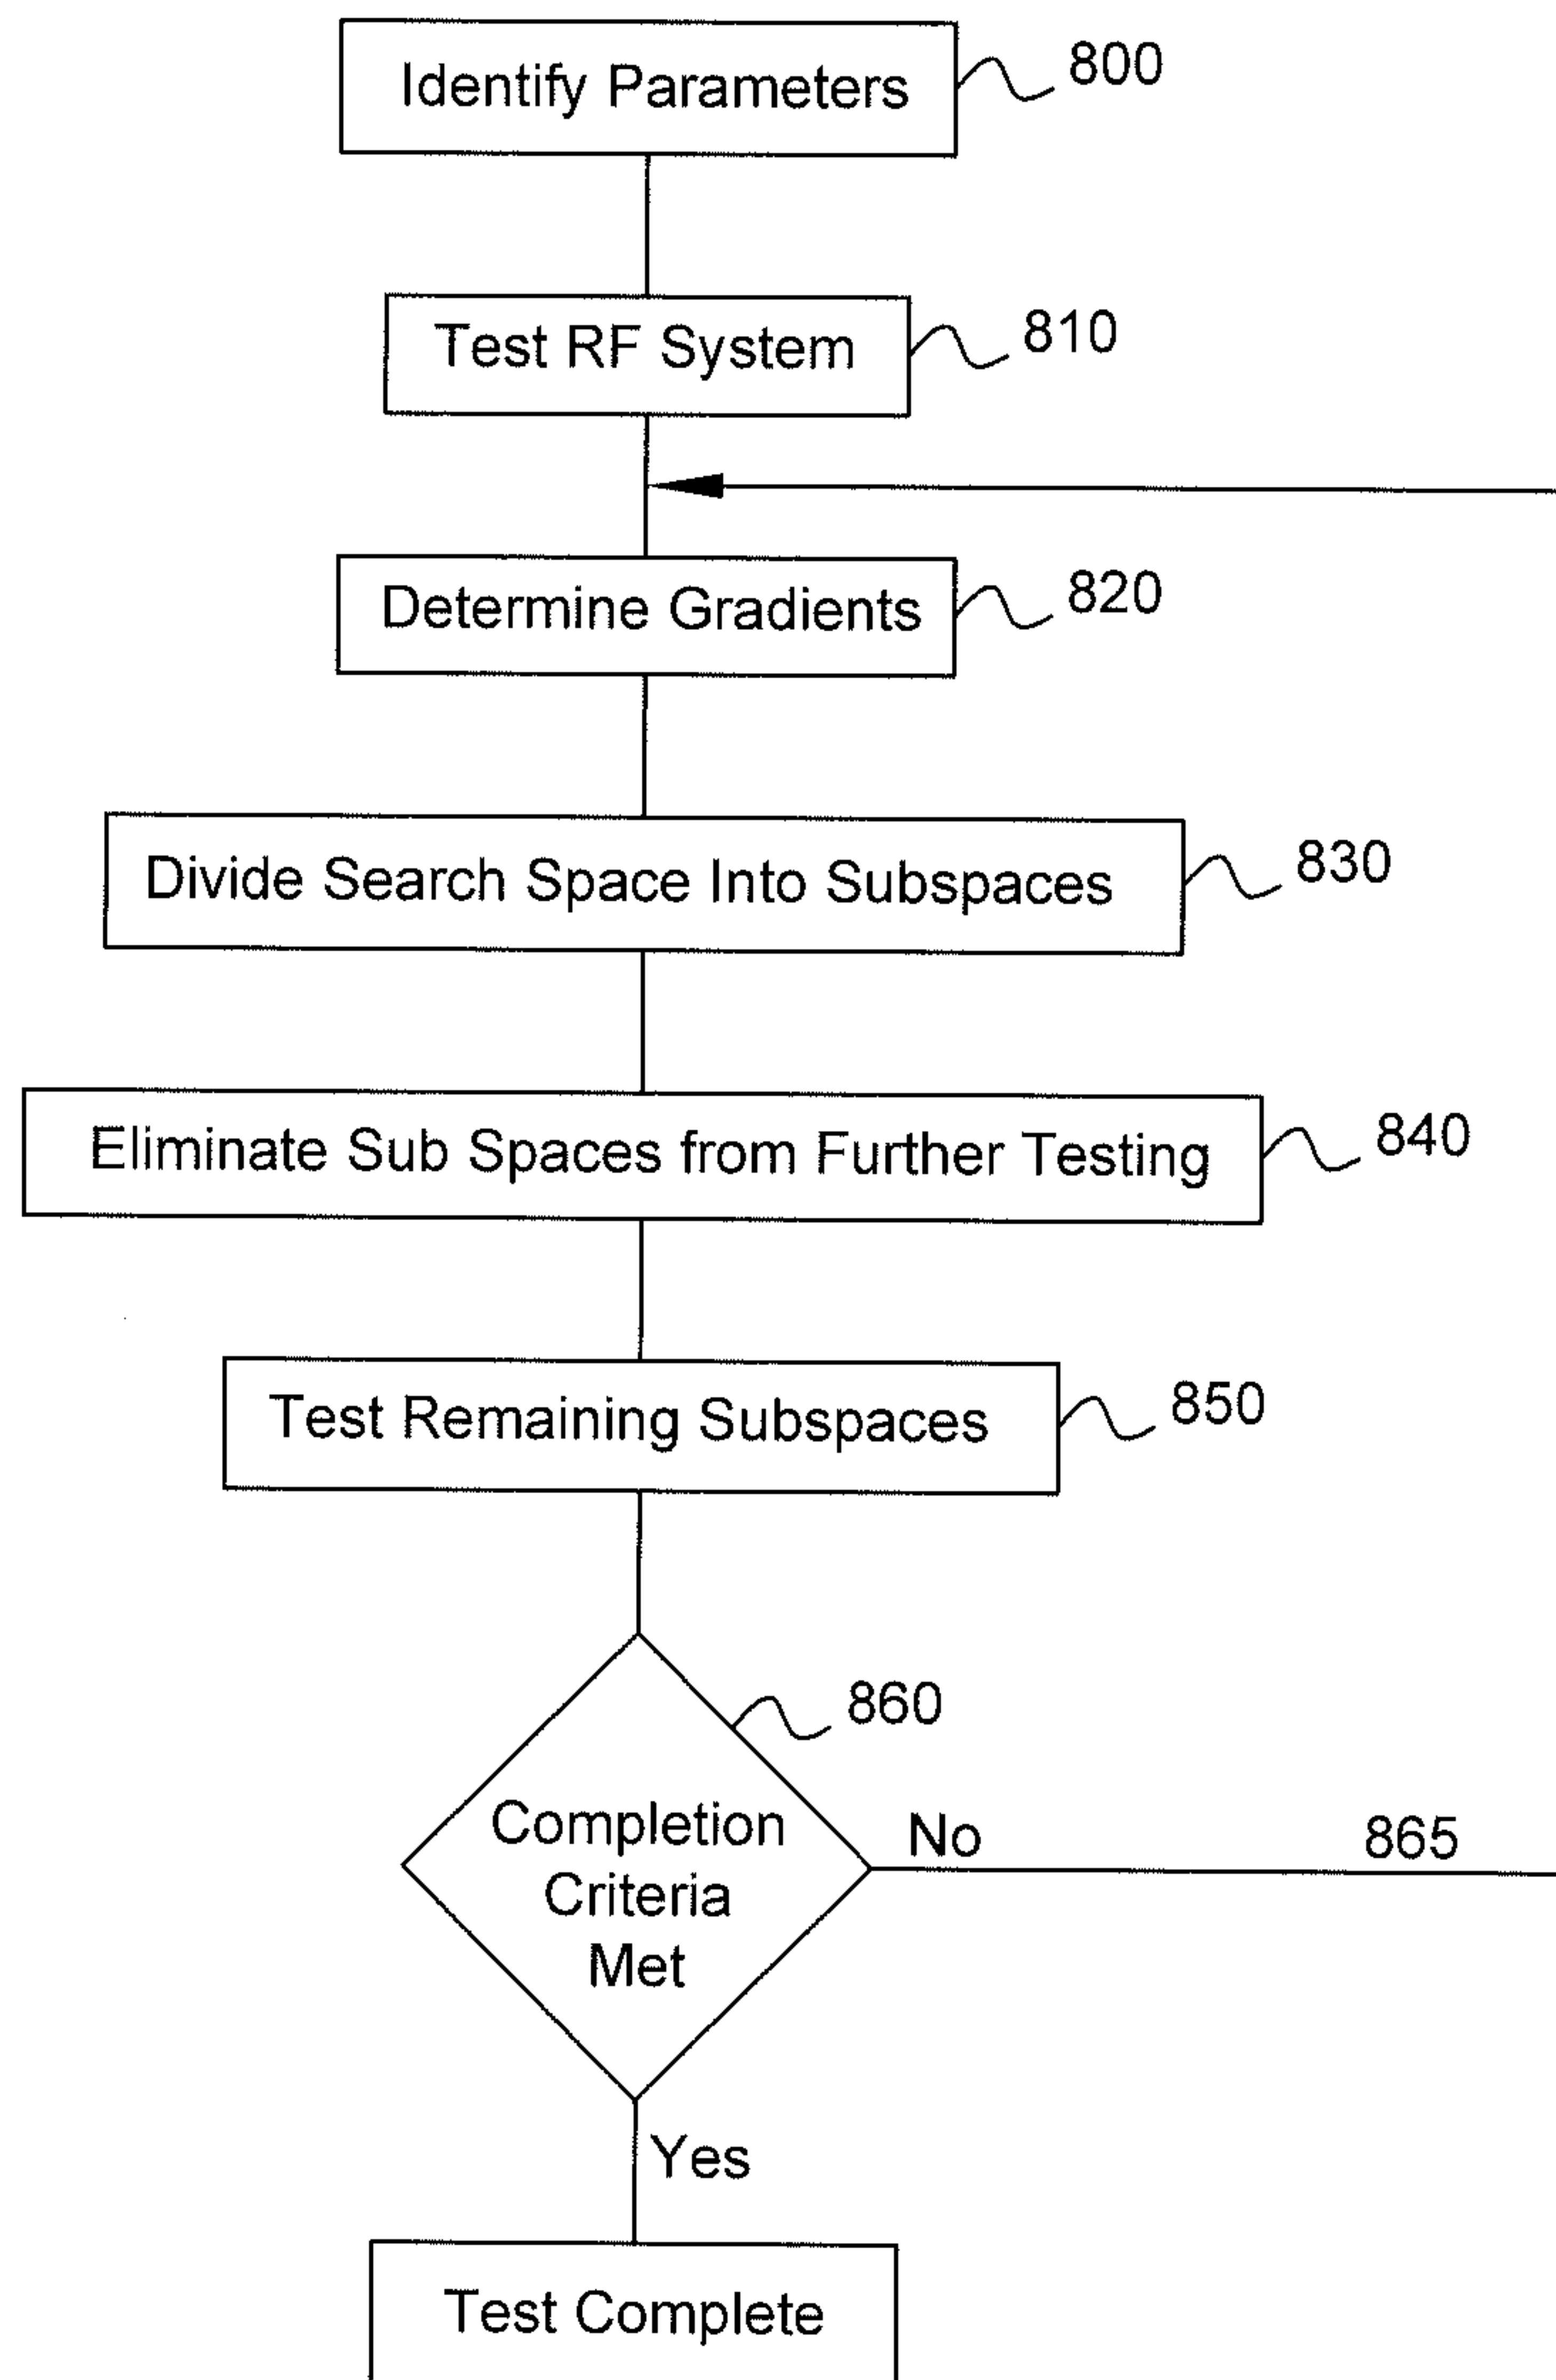 Identify Parameters
800
Test RF System
810
Determine Gradients
820
Divide Search Space Into Subspaces
830
Eliminate Sub Spaces from Further Testing
840
Test Remaining Subspaces
850
860
Completion
Criteria
Met
No
865
Yes
Test Complete